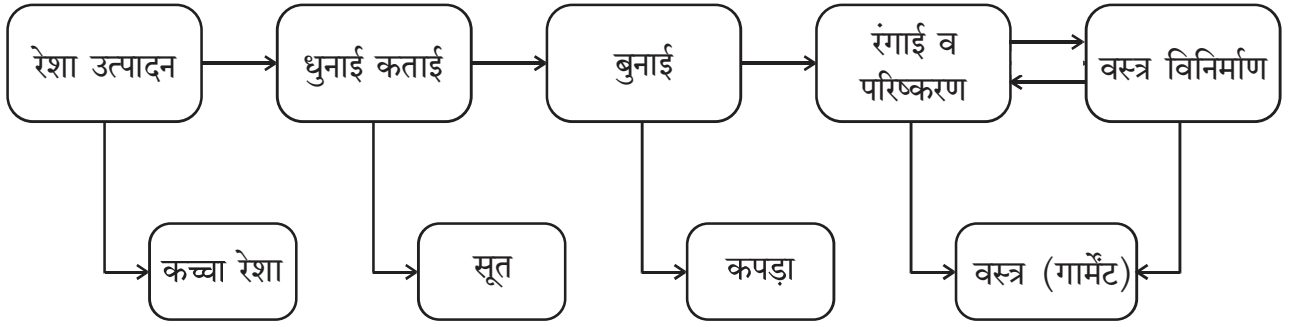 रेशा उत्पादन
धुनाई कताई
बुनाई
रंगाई व
परिष्करण
वस्त्र विनिर्माण
कच्चा रेशा
सूत
कपड़ा
वस्त्र (गार्मेंट)